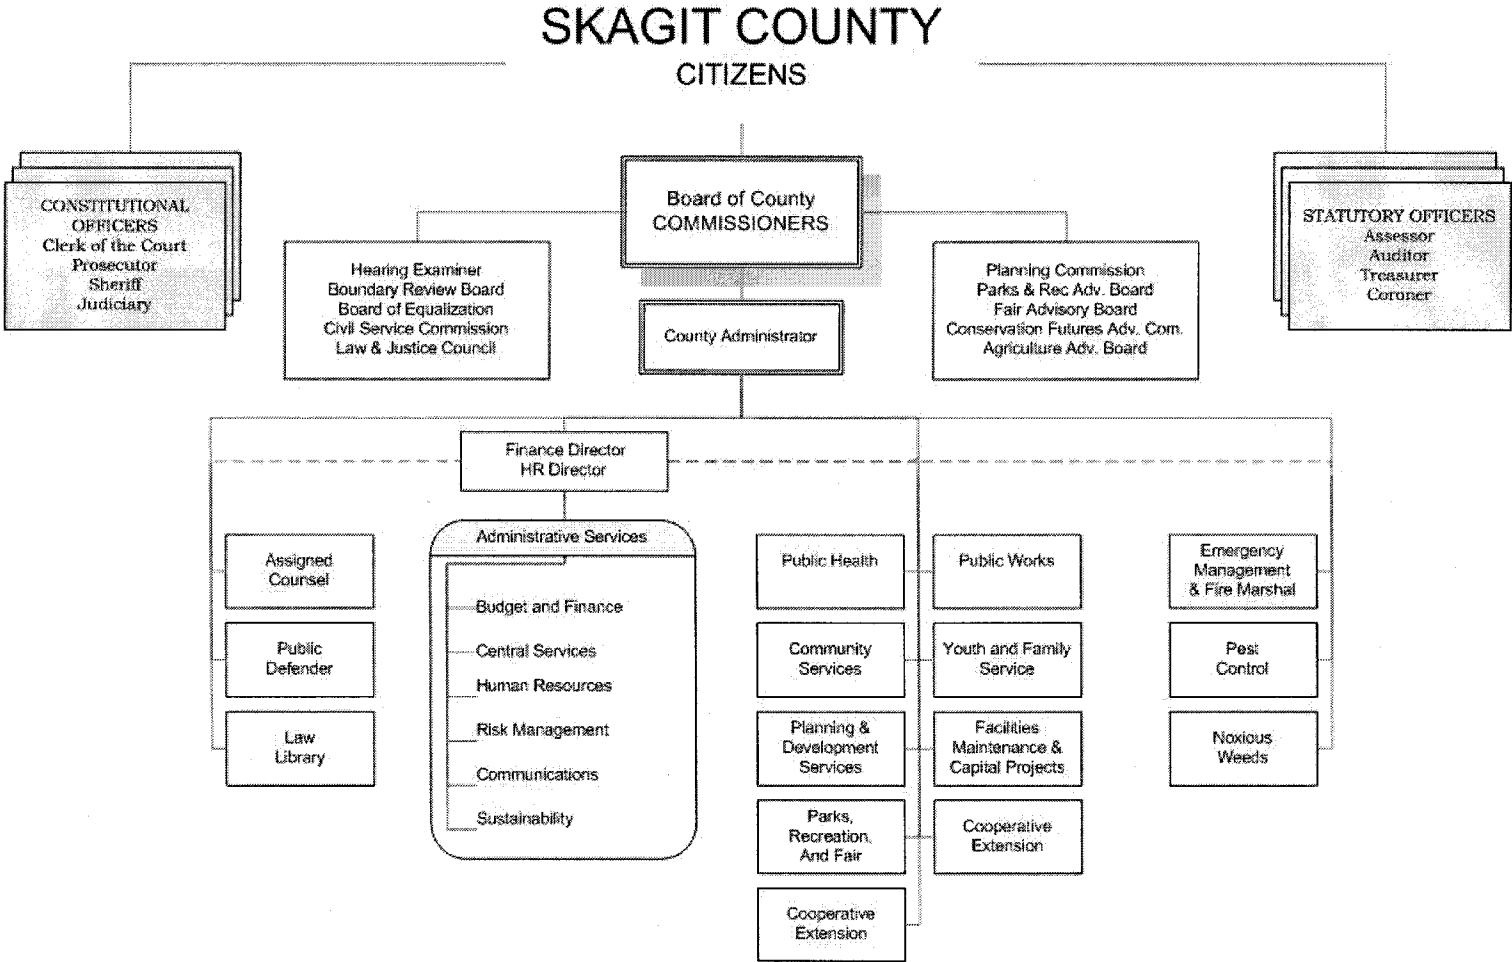 SKAGIT COUNTY
CITIZENS
CONSTITUTIONAL
OFFICERS
Clerk of the Court
Prosecutor
Sheriff
Judiciary
Hearing Examiner
Boundary Review Board
Board of Equalization
Civil Service Commission
Law & Justice Council
Board of County
COMMISSIONERS
County Administrator
Planning Commission
Parks & Rec Adv. Board
Fair Advisory Board
Conservation Futures Adv. Com.
Agriculture Adv. Board
STATUTORY OFFICERS
Assessor
Auditor
Treasurer
Coroner
Finance Director
HR Director
Assigned
Counsel
Public
Defender
Law
Library
Administrative Services
Budget and Finance
Central Services
Human Resources
Risk Management
Communications
Sustainability
Public Health
Community
Services
Planning &
Development
Services
Parks,
Recreation,
And Fair
Cooperative
Extension
Public Works
Youth and Family
Service
Facilities
Maintenance &
Capital Projects
Cooperative
Extension
Emergency
Management
& Fire Marshal
Pest
Control
Noxious
Weeds